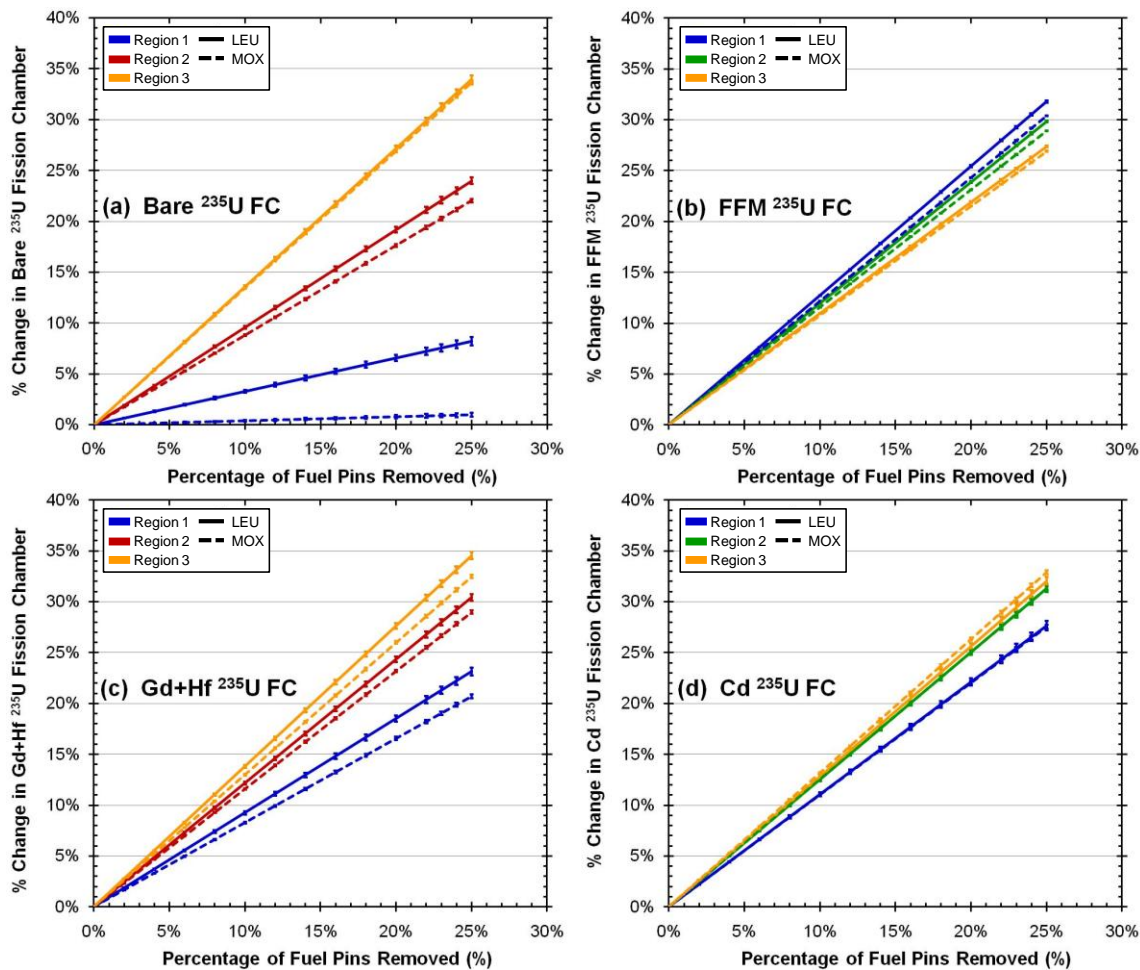 % Change in Bare ²³⁵U Fission Chamber
40%
35%
30%
25%
20%
15%
10%
5%
0%
Region 1 LEU
Region 2 MOX
Region 3
(a) Bare ²³⁵U FC
0% 5% 10% 15% 20% 25% 30%
Percentage of Fuel Pins Removed (%)
% Change in FFM ²³⁵U Fission Chamber
40%
35%
30%
25%
20%
15%
10%
5%
0%
Region 1 LEU
Region 2 MOX
Region 3
(b) FFM ²³⁵U FC
0% 5% 10% 15% 20% 25% 30%
Percentage of Fuel Pins Removed (%)
% Change in Gd+Hf ²³⁵U Fission Chamber
40%
35%
30%
25%
20%
15%
10%
5%
0%
Region 1 LEU
Region 2 MOX
Region 3
(c) Gd+Hf ²³⁵U FC
0% 5% 10% 15% 20% 25% 30%
Percentage of Fuel Pins Removed (%)
% Change in Cd ²³⁵U Fission Chamber
40%
35%
30%
25%
20%
15%
10%
5%
0%
Region 1 LEU
Region 2 MOX
Region 3
(d) Cd ²³⁵U FC
0% 5% 10% 15% 20% 25% 30%
Percentage of Fuel Pins Removed (%)